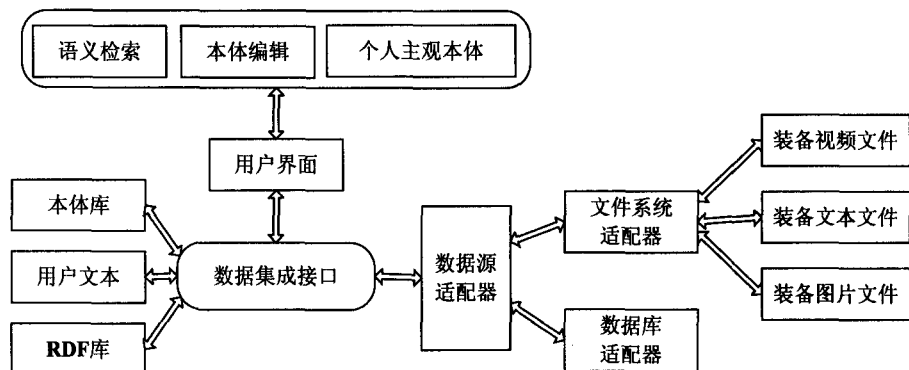 语义检索
本体编辑
个人主观本体
用户界面
本体库
用户文本
RDF库
数据集成接口
数据源
适配器
文件系统
适配器
数据库
适配器
装备视频文件
装备文本文件
装备图片文件